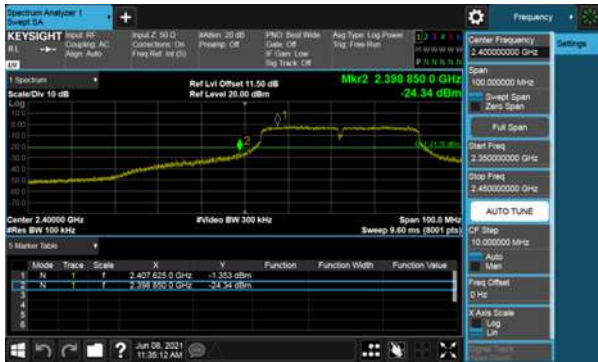 Spectrum Analyzer 1
Swept SA
+
Frequency
KEYSIGHT
Input: RF
Coupling: AC
Align: Auto
Input Z: 50 Ω
Corrections: On
Freq Ref: Int (S)
#Atten: 20 dB
Preamp: Off
PNO: Best Wide
Gate: Off
IF Gain: Low
Sig Track: Off
Avg Type: Log-Power
Trig: Free Run
1 Spectrum
Scale/Div 10 dB
Ref Lvl Offset 11.50 dB
Ref Level 20.00 dBm
Mkr2 2.398 850 0 GHz
-24.34 dBm
Log
Center 2.40000 GHz
#Res BW 100 kHz
#Video BW 300 kHz
Span 100.0 MHz
Sweep 9.60 ms (8001 pts)
5 Marker Table
Mode Trace Scale X Y Function Function Width Function Value
1 N 1 f 2.407 625 0 GHz -1.353 dBm
2 N 1 f 2.398 850 0 GHz -24.34 dBm
3
4
5
6
Jun 08, 2021
11:35:12 AM
Center Frequency
2.400000000 GHz
Settings
Span
100.000000 MHz
Swept Span
Zero Span
Full Span
Start Freq
2.350000000 GHz
Stop Freq
2.450000000 GHz
AUTO TUNE
CF Step
10.000000 MHz
Auto
Man
Freq Offset
0 Hz
X Axis Scale
Log
Lin
Signal Track